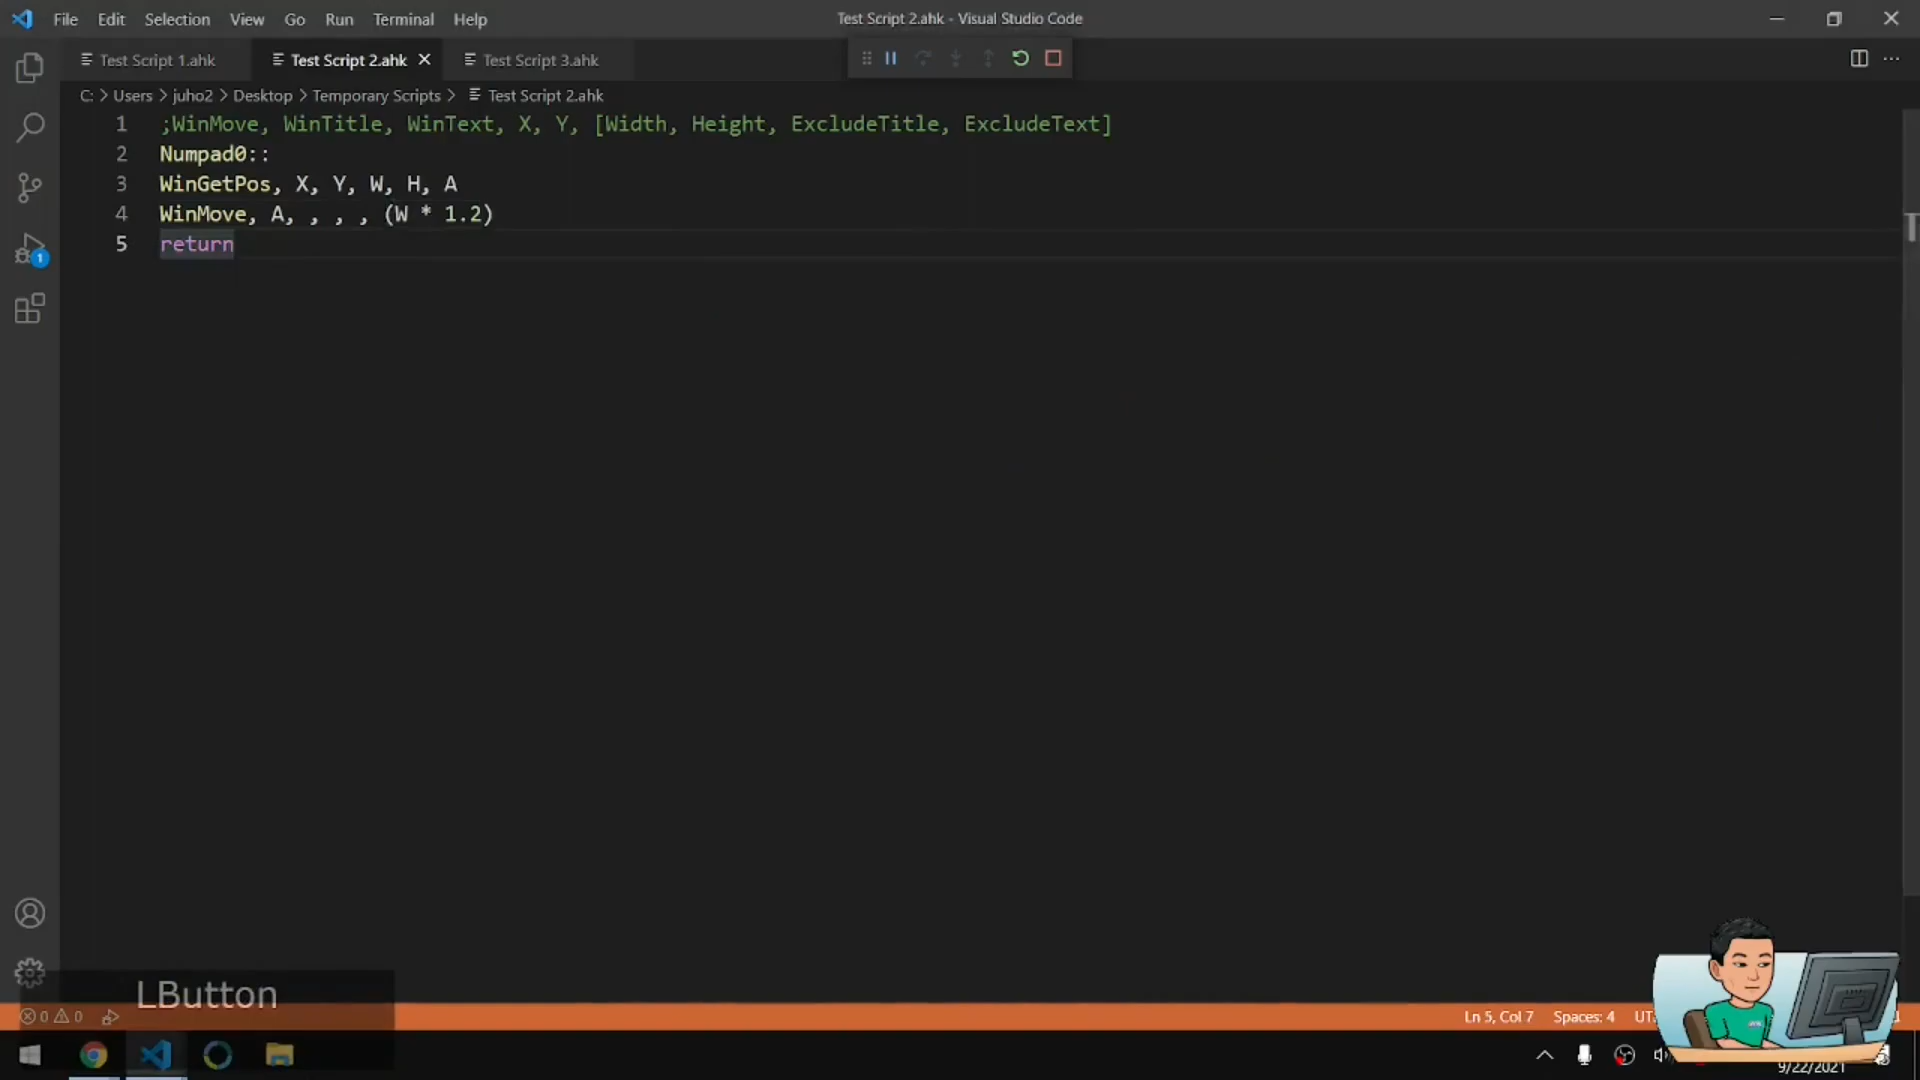 File Edit Selection View Go Run Terminal Help
Test Script 2.ahk - Visual Studio Code
Test Script 1.ahk
Test Script 2.ahk
Test Script 3.ahk
C: > Users > juho2 > Desktop > Temporary Scripts > Test Script 2.ahk
1 ;WinMove, WinTitle, WinText, X, Y, [Width, Height, ExcludeTitle, ExcludeText]
2 Numpad0::
3 WinGetPos, X, Y, W, H, A
4 WinMove, A, , , , (W * 1.2)
5 return
1
LButton
0 0
Ln 5, Col 7 Spaces: 4
9/22/2021